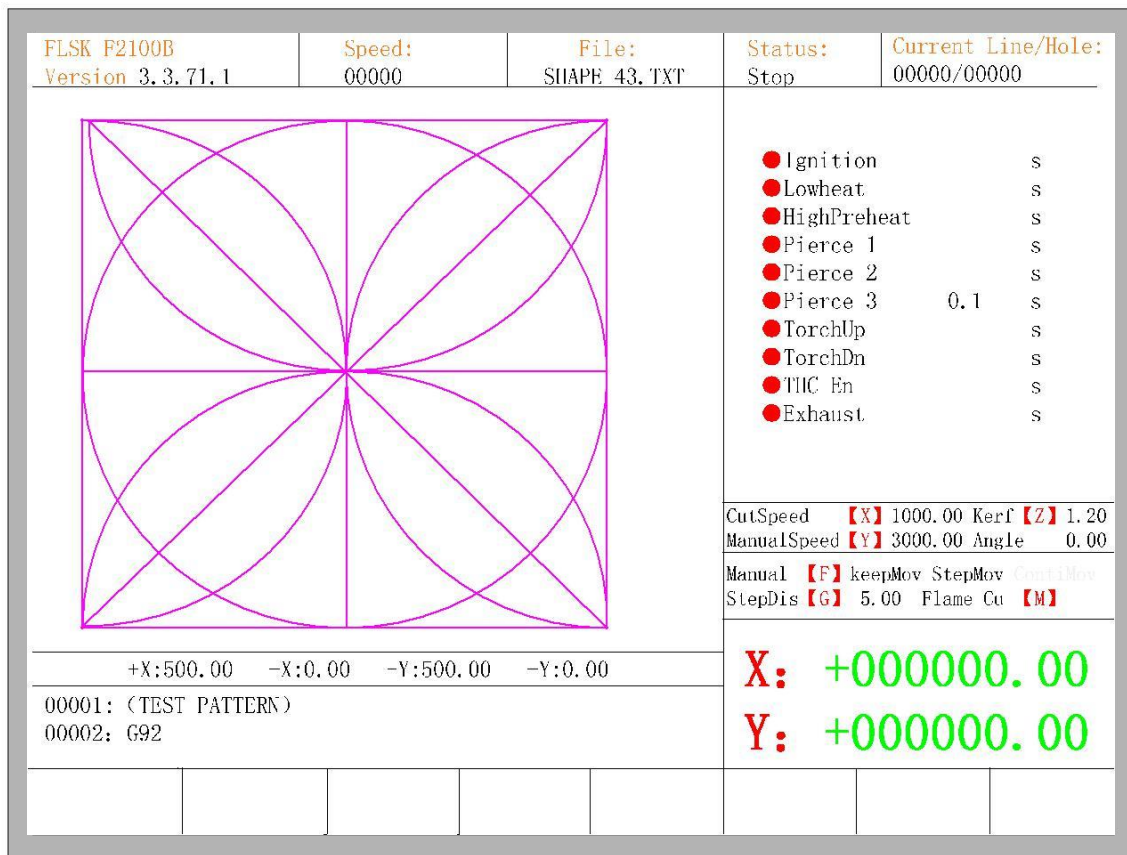 FLSK F2100B Speed: File: Status: Current Line/Hole:
Version 3.3.71.1 00000 SHAPE 43.TXT Stop 00000/00000
Ignition s
Lowheat s
HighPreheat s
Pierce 1 s
Pierce 2 s
Pierce 3 0.1 s
TorchUp s
TorchDn s
THC En s
Exhaust s
CutSpeed 【X】 1000.00 Kerf 【Z】 1.20
ManualSpeed 【Y】 3000.00 Angle 0.00
Manual 【F】 keepMov StepMov ContiMov
StepDis 【G】 5.00 Flame Cu 【M】
+X:500.00 -X:0.00 -Y:500.00 -Y:0.00
X: +000000.00
Y: +000000.00
00001: (TEST PATTERN)
00002: G92